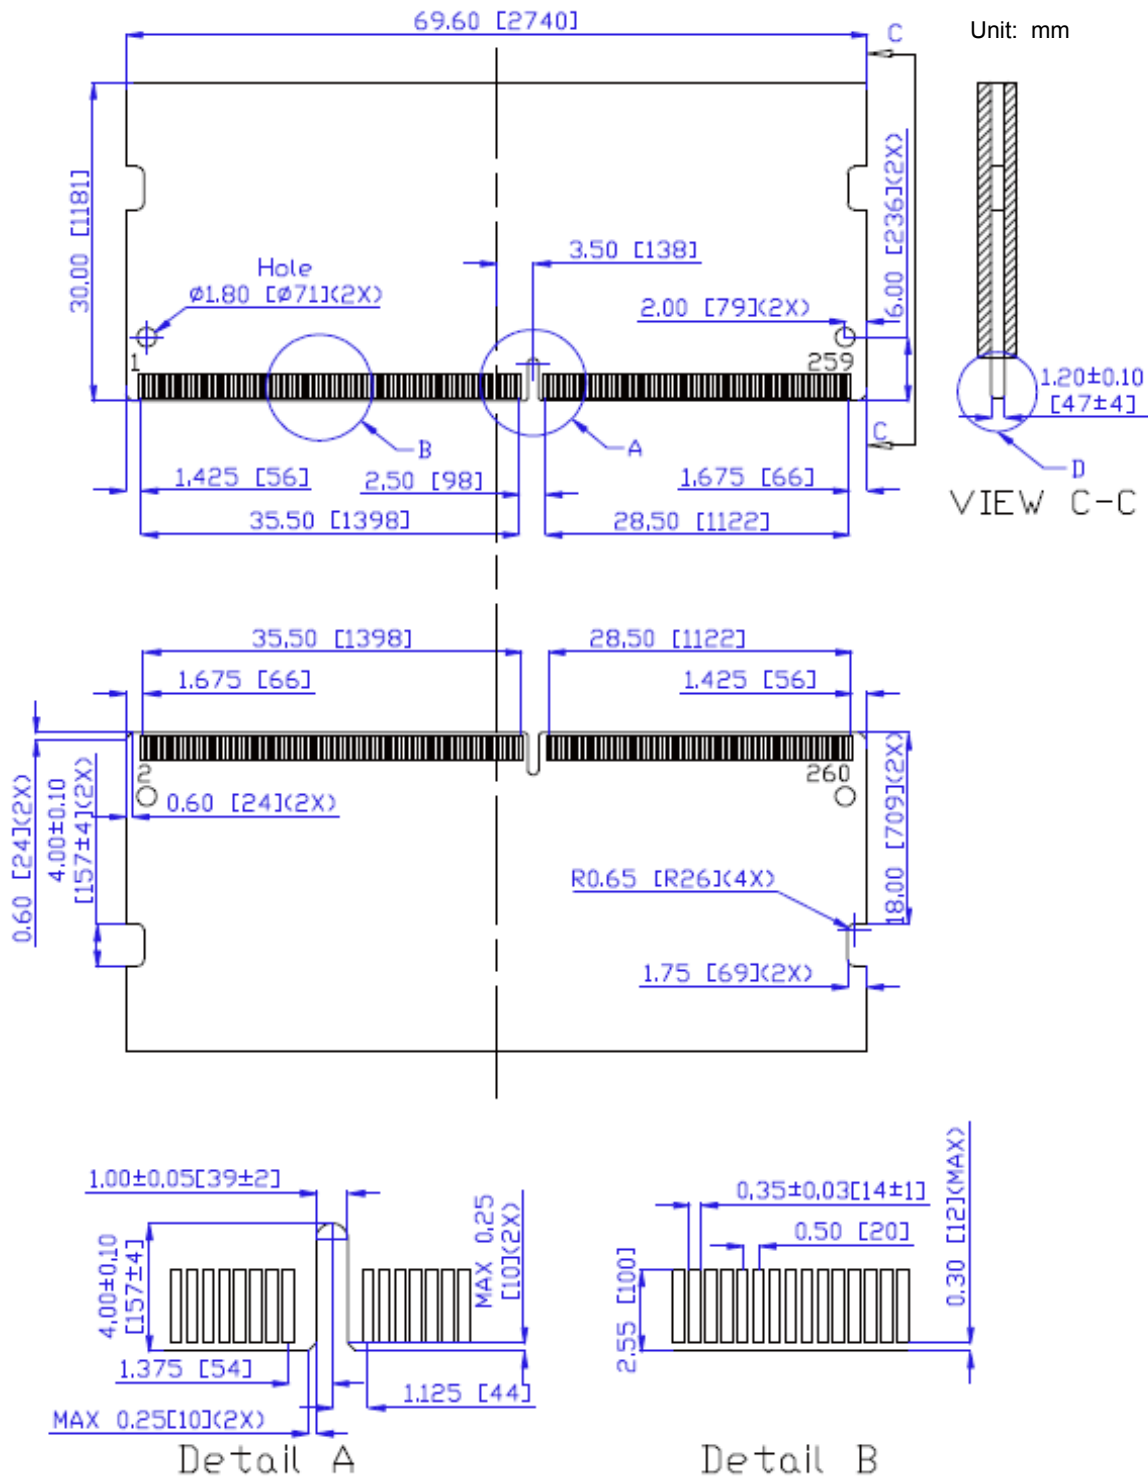 69.60 [2740]
C
Unit: mm
30.00 [1181]
6.00 [236](2X)
3.50 [138]
Hole
ø1.80 [ø71](2X)
2.00 [79](2X)
1
259
1.20±0.10
[47±4]
B
A
C
D
1.425 [56]
2.50 [98]
1.675 [66]
VIEW C-C
35.50 [1398]
28.50 [1122]
35.50 [1398]
28.50 [1122]
1.675 [66]
1.425 [56]
2
260
0.60 [24](2X)
4.00±0.10
[157±4](2X)
0.60 [24](2X)
18.00 [709](2X)
R0.65 [R26](4X)
1.75 [69](2X)
1.00±0.05[39±2]
4.00±0.10
[157±4]
MAX 0.25
[10](2X)
0.35±0.03[14±1]
0.50 [20]
0.30 [12](MAX)
2.55 [100]
1.375 [54]
1.125 [44]
MAX 0.25[10](2X)
Detail A
Detail B